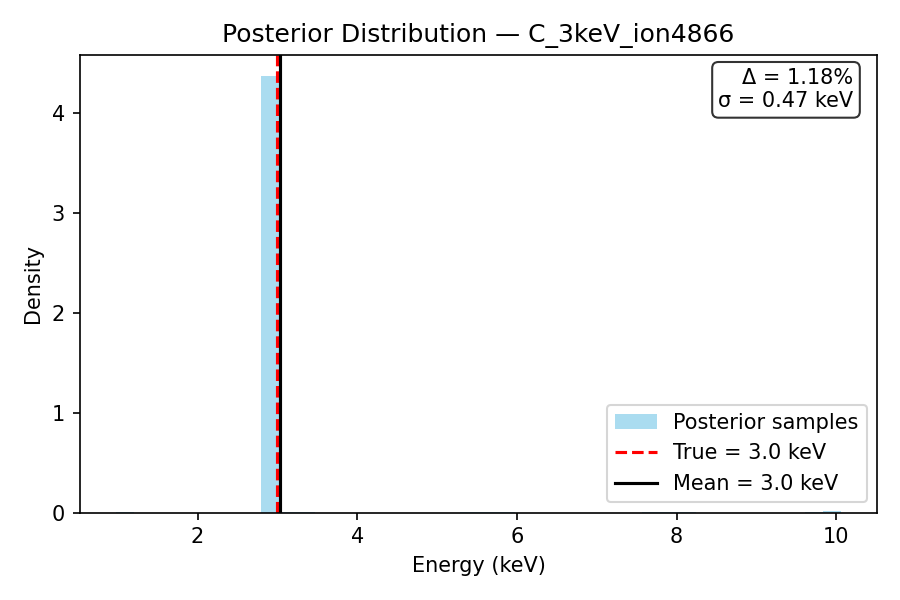 Posterior Distribution — C_3keV_ion4866
Δ = 1.18%
σ = 0.47 keV
4
3
2
1
0
Density
Posterior samples
True = 3.0 keV
Mean = 3.0 keV
2 4 6 8 10
Energy (keV)